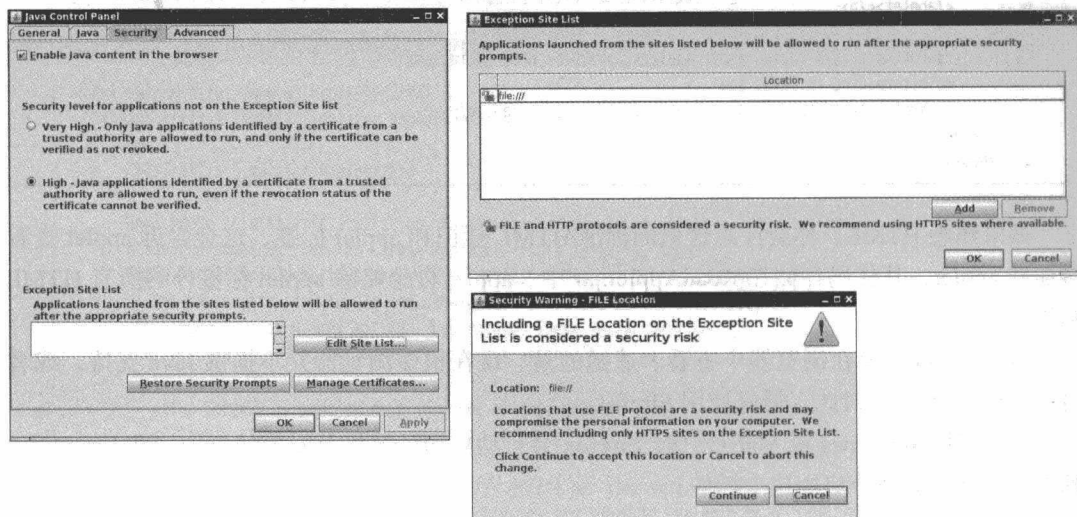 Java Control Panel
General Java Security Advanced
Enable Java content in the browser
Security level for applications not on the Exception Site list
Very High - Only Java applications identified by a certificate from a
trusted authority are allowed to run, and only if the certificate can be
verified as not revoked.
High - Java applications identified by a certificate from a trusted
authority are allowed to run, even if the revocation status of the
certificate cannot be verified.
Exception Site List
Applications launched from the sites listed below will be allowed to run
after the appropriate security prompts.
Edit Site List...
Restore Security Prompts Manage Certificates...
OK Cancel Apply
Exception Site List
Applications launched from the sites listed below will be allowed to run after the appropriate security
prompts.
Location
file:///
Add Remove
FILE and HTTP protocols are considered a security risk. We recommend using HTTPS sites where available.
OK Cancel
Security Warning - FILE Location
Including a FILE Location on the Exception Site
List is considered a security risk
Location: file://
Locations that use FILE protocol are a security risk and may
compromise the personal information on your computer. We
recommend including only HTTPS sites on the Exception Site List.
Click Continue to accept this location or Cancel to abort this
change.
Continue Cancel